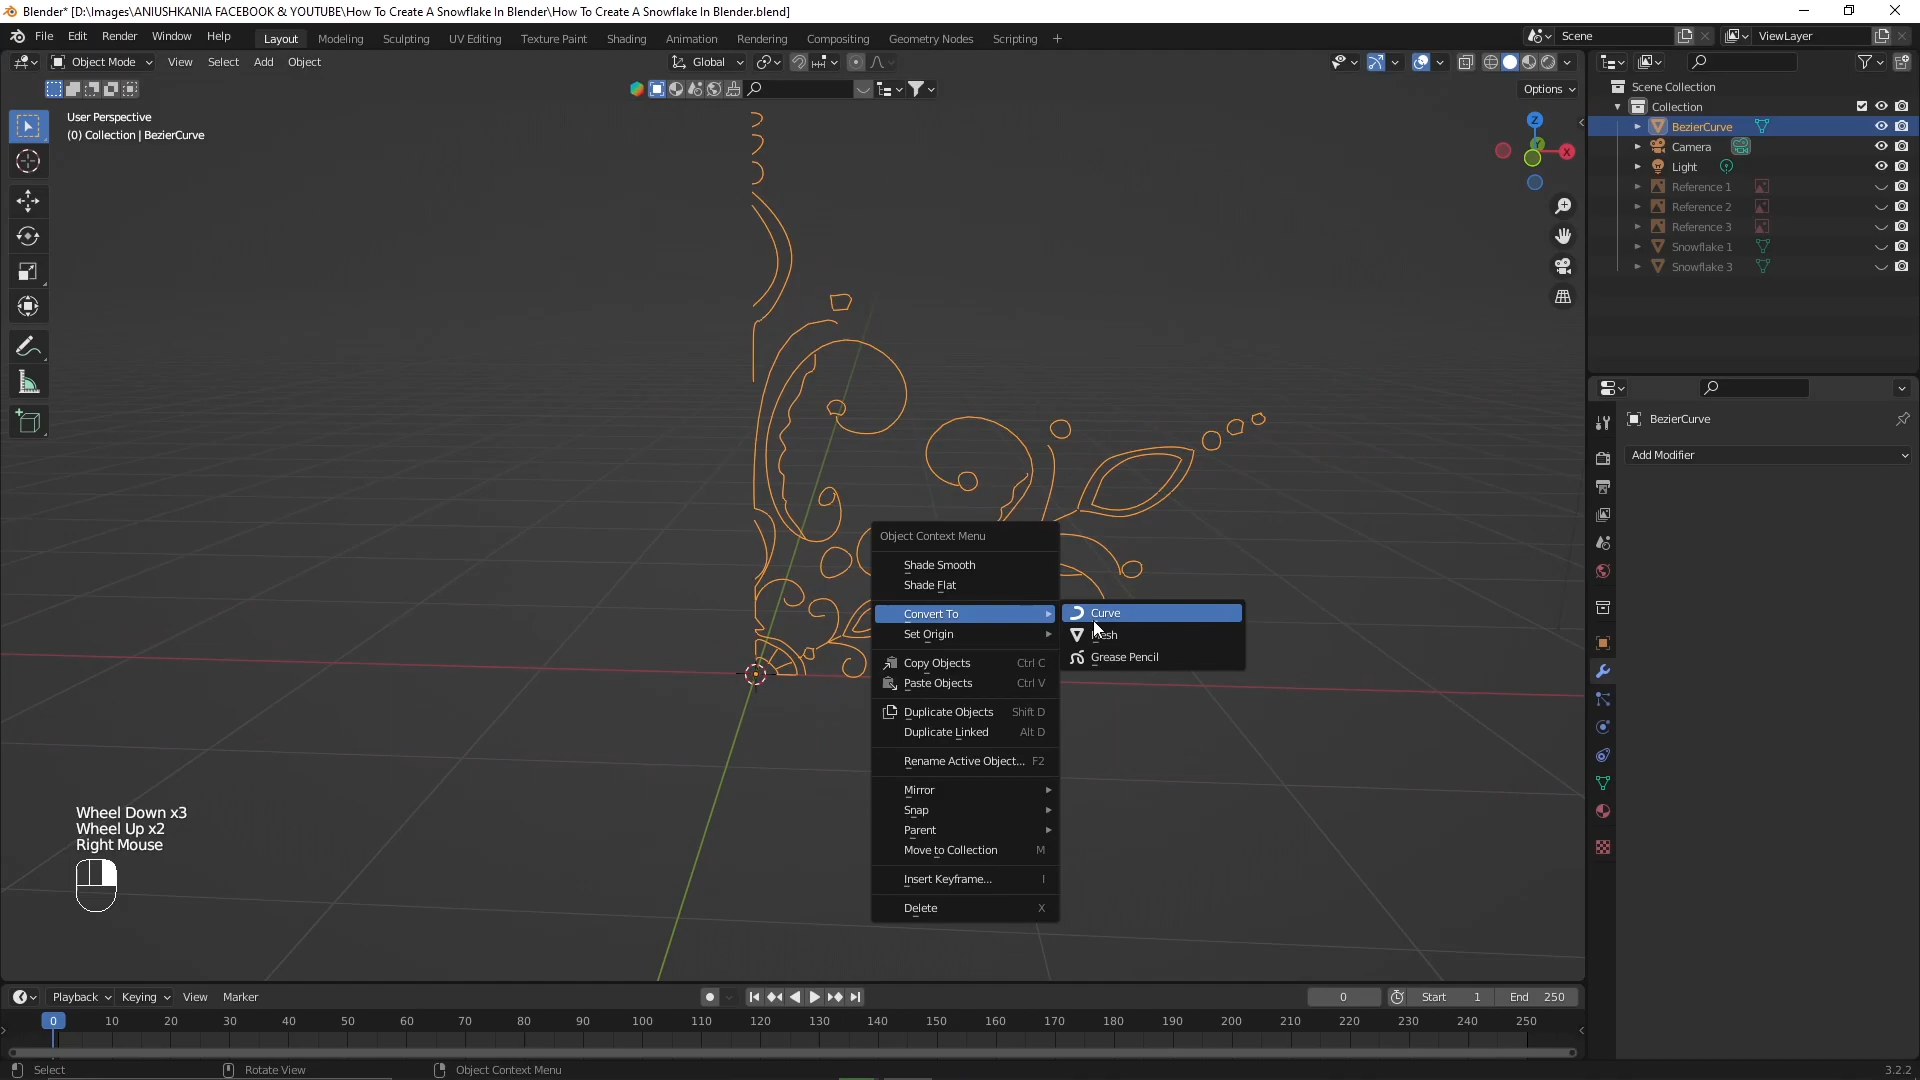 Blender* [D:\Images\ANIUSHKANIA FACEBOOK & YOUTUBE\How To Create A Snowflake In Blender\How To Create A Snowflake In Blender.blend]
File Edit Render Window Help Layout Modeling Sculpting UV Editing Texture Paint Shading Animation Rendering Compositing Geometry Nodes Scripting + Scene ViewLayer
Object Mode View Select Add Object Global
Options
User Perspective
(0) Collection | BezierCurve
Z
Y
X
Scene Collection
Collection
BezierCurve
Camera
Light
Reference 1
Reference 2
Reference 3
Snowflake 1
Snowflake 3
BezierCurve
Add Modifier
Object Context Menu
Shade Smooth
Shade Flat
Convert To
Set Origin
Copy Objects Ctrl C
Paste Objects Ctrl V
Duplicate Objects Shift D
Duplicate Linked Alt D
Rename Active Object... F2
Mirror
Snap
Parent
Move to Collection M
Insert Keyframe... I
Delete X
Curve
Grease Pencil
Wheel Down x3
Wheel Up x2
Right Mouse
Playback Keying View Marker 0 Start 1 End 250
0 10 20 30 40 50 60 70 80 90 100 110 120 130 140 150 160 170 180 190 200 210 220 230 240 250
Select Rotate View Object Context Menu 3.2.2